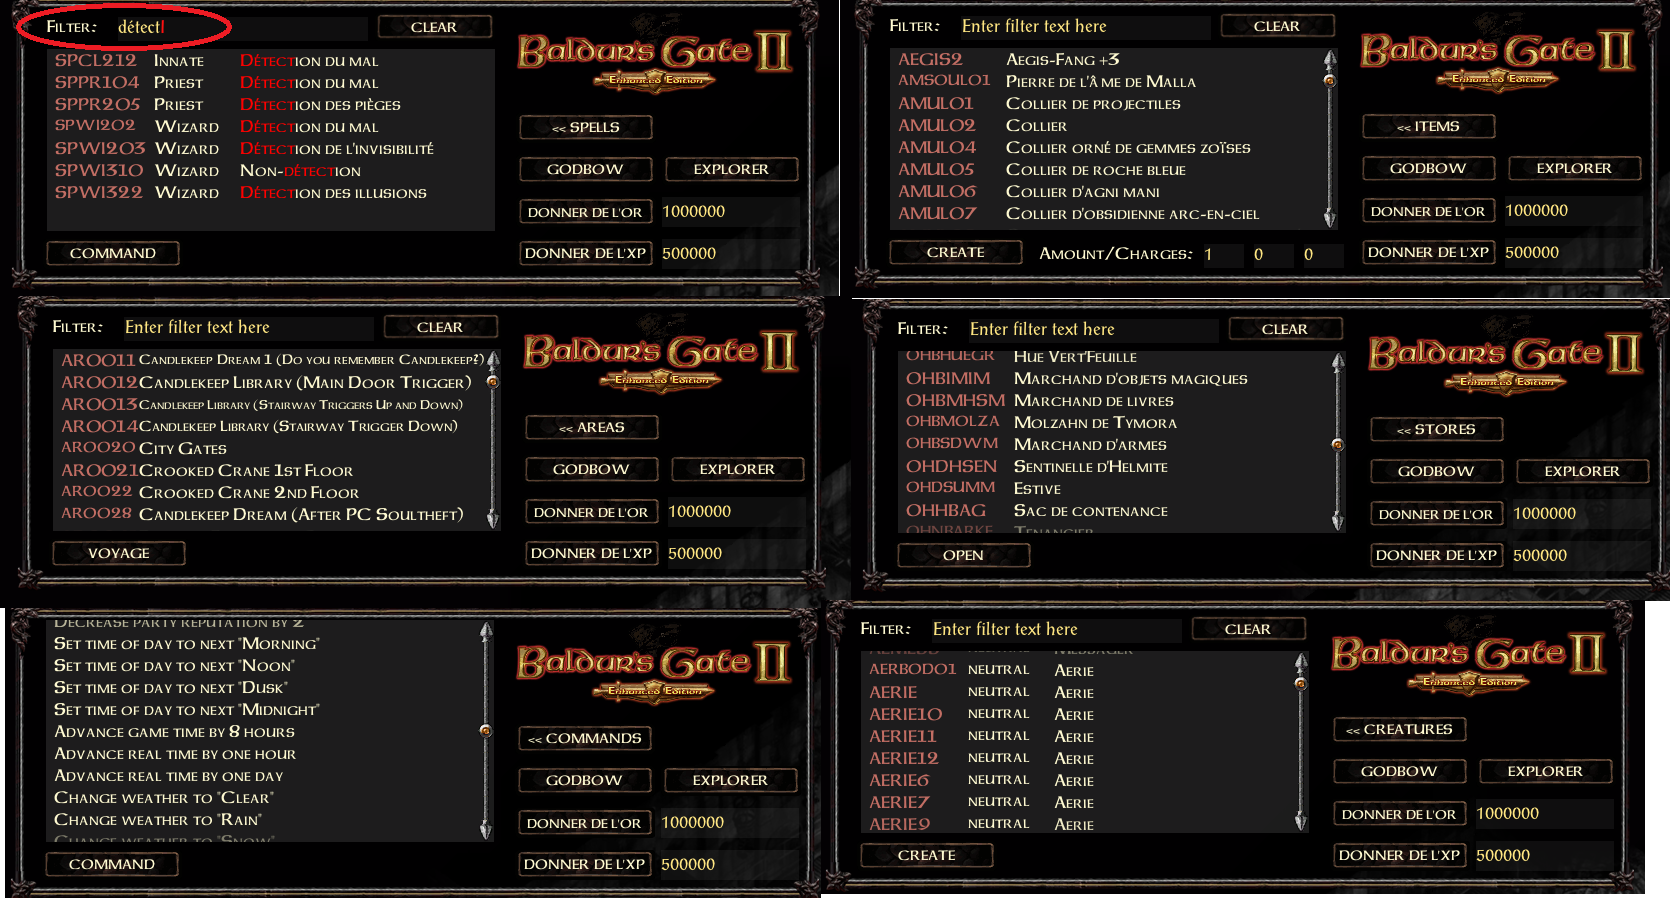 Filter: détect CLEAR
SPCL212 Innate Détection du mal
SPPR104 Priest Détection du mal
SPPR205 Priest Détection des pièges
SPWI202 Wizard Détection du mal
SPWI203 Wizard Détection de l'invisibilité
SPWI310 Wizard Non-détection
SPWI322 Wizard Détection des illusions
COMMAND
Baldur's Gate II
Enhanced Edition
<< SPELLS
GODBOW EXPLORER
DONNER DE L'OR 1000000
DONNER DE L'XP 500000
Filter: Enter filter text here CLEAR
AEGIS2 Aegis-Fang +3
AMSOUL01 Pierre de l'Âme de Malla
AMUL01 Collier de projectiles
AMUL02 Collier
AMUL04 Collier orné de gemmes zoïses
AMUL05 Collier de roche bleue
AMUL06 Collier d'agni mani
AMUL07 Collier d'obsidienne arc-en-ciel
CREATE Amount/Charges: 1 0 0
Baldur's Gate II
Enhanced Edition
<< ITEMS
GODBOW EXPLORER
DONNER DE L'OR 1000000
DONNER DE L'XP 500000
Filter: Enter filter text here CLEAR
AR0011 Candlekeep Dream 1 (Do you remember Candlekeep?)
AR0012 Candlekeep Library (Main Door Trigger)
AR0013 Candlekeep Library (Stairway Triggers Up and Down)
AR0014 Candlekeep Library (Stairway Trigger Down)
AR0020 City Gates
AR0021 Crooked Crane 1st Floor
AR0022 Crooked Crane 2nd Floor
AR0028 Candlekeep Dream (After PC Soultheft)
VOYAGE
Baldur's Gate II
Enhanced Edition
<< AREAS
GODBOW EXPLORER
DONNER DE L'OR 1000000
DONNER DE L'XP 500000
Filter: Enter filter text here CLEAR
OHBHUEGR Hue Vert'Feuille
OHBIMIM Marchand d'objets magiques
OHBMHSM Marchand de livres
OHBMOLZA Molzahn de Tymora
OHBSDWM Marchand d'armes
OHDHSEN Sentinelle d'Helmite
OHDSUMM Estive
OHHBAG Sac de contenance
OHNBARKE Tenancier
OPEN
Baldur's Gate II
Enhanced Edition
<< STORES
GODBOW EXPLORER
DONNER DE L'OR 1000000
DONNER DE L'XP 500000
Decrease party reputation by 2
Set time of day to next "Morning"
Set time of day to next "Noon"
Set time of day to next "Dusk"
Set time of day to next "Midnight"
Advance game time by 8 hours
Advance real time by one hour
Advance real time by one day
Change weather to "Clear"
Change weather to "Rain"
Change weather to "Snow"
COMMAND
Baldur's Gate II
Enhanced Edition
<< COMMANDS
GODBOW EXPLORER
DONNER DE L'OR 1000000
DONNER DE L'XP 500000
Filter: Enter filter text here CLEAR
Messager
AERBOD01 neutral Aerie
AERIE neutral Aerie
AERIE10 neutral Aerie
AERIE11 neutral Aerie
AERIE12 neutral Aerie
AERIE6 neutral Aerie
AERIE7 neutral Aerie
AERIE9 neutral Aerie
CREATE
Baldur's Gate II
Enhanced Edition
<< CREATURES
GODBOW EXPLORER
DONNER DE L'OR 1000000
DONNER DE L'XP 500000